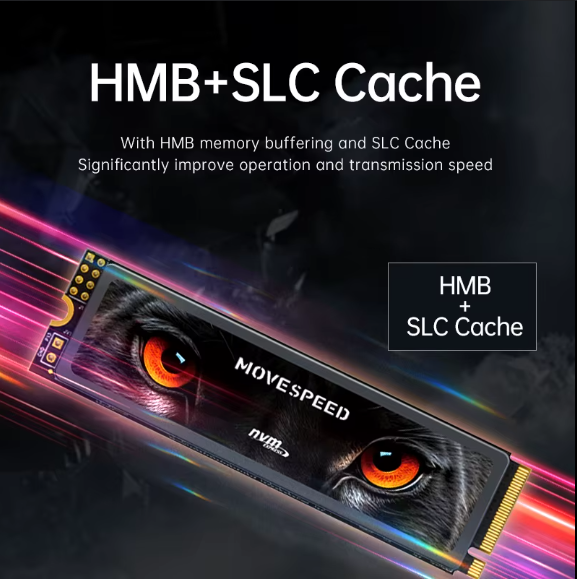 HMB+SLC Cache
With HMB memory buffering and SLC Cache
Significantly improve operation and transmission speed
HMB
+
SLC Cache
MOVESPEED
nvm
EXPRESS